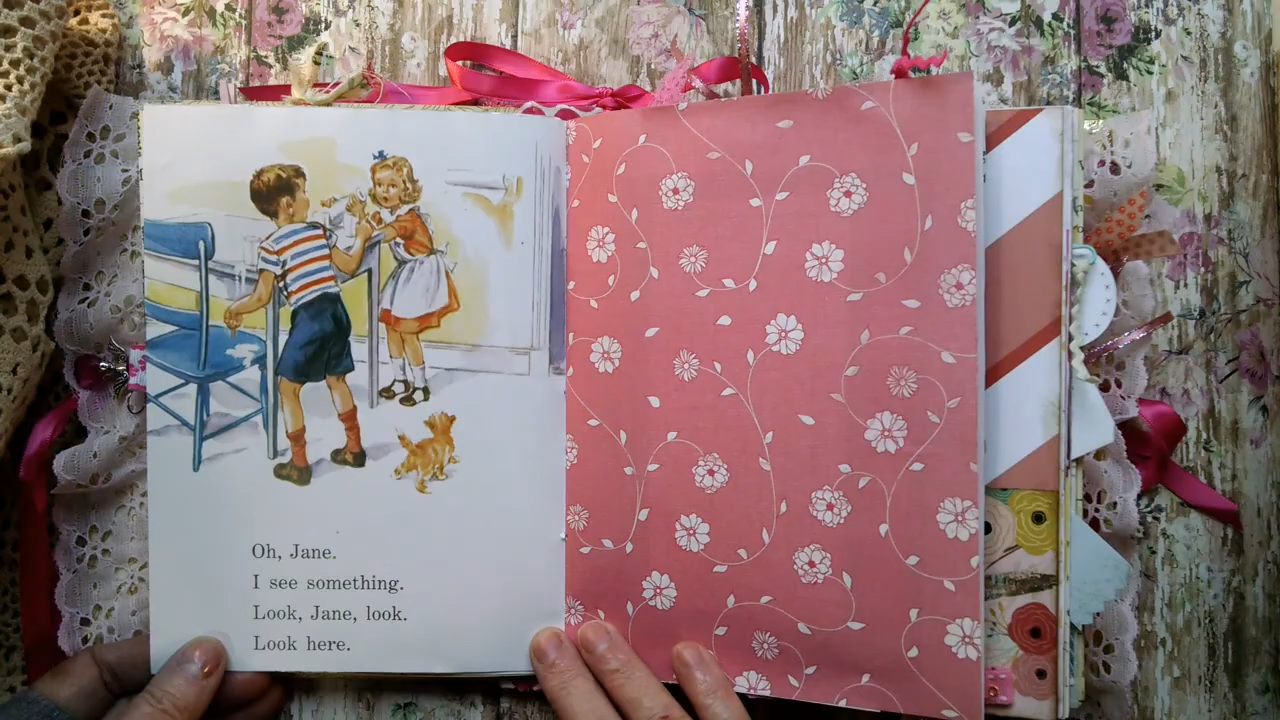 Oh, Jane.
I see something.
Look, Jane, look.
Look here.